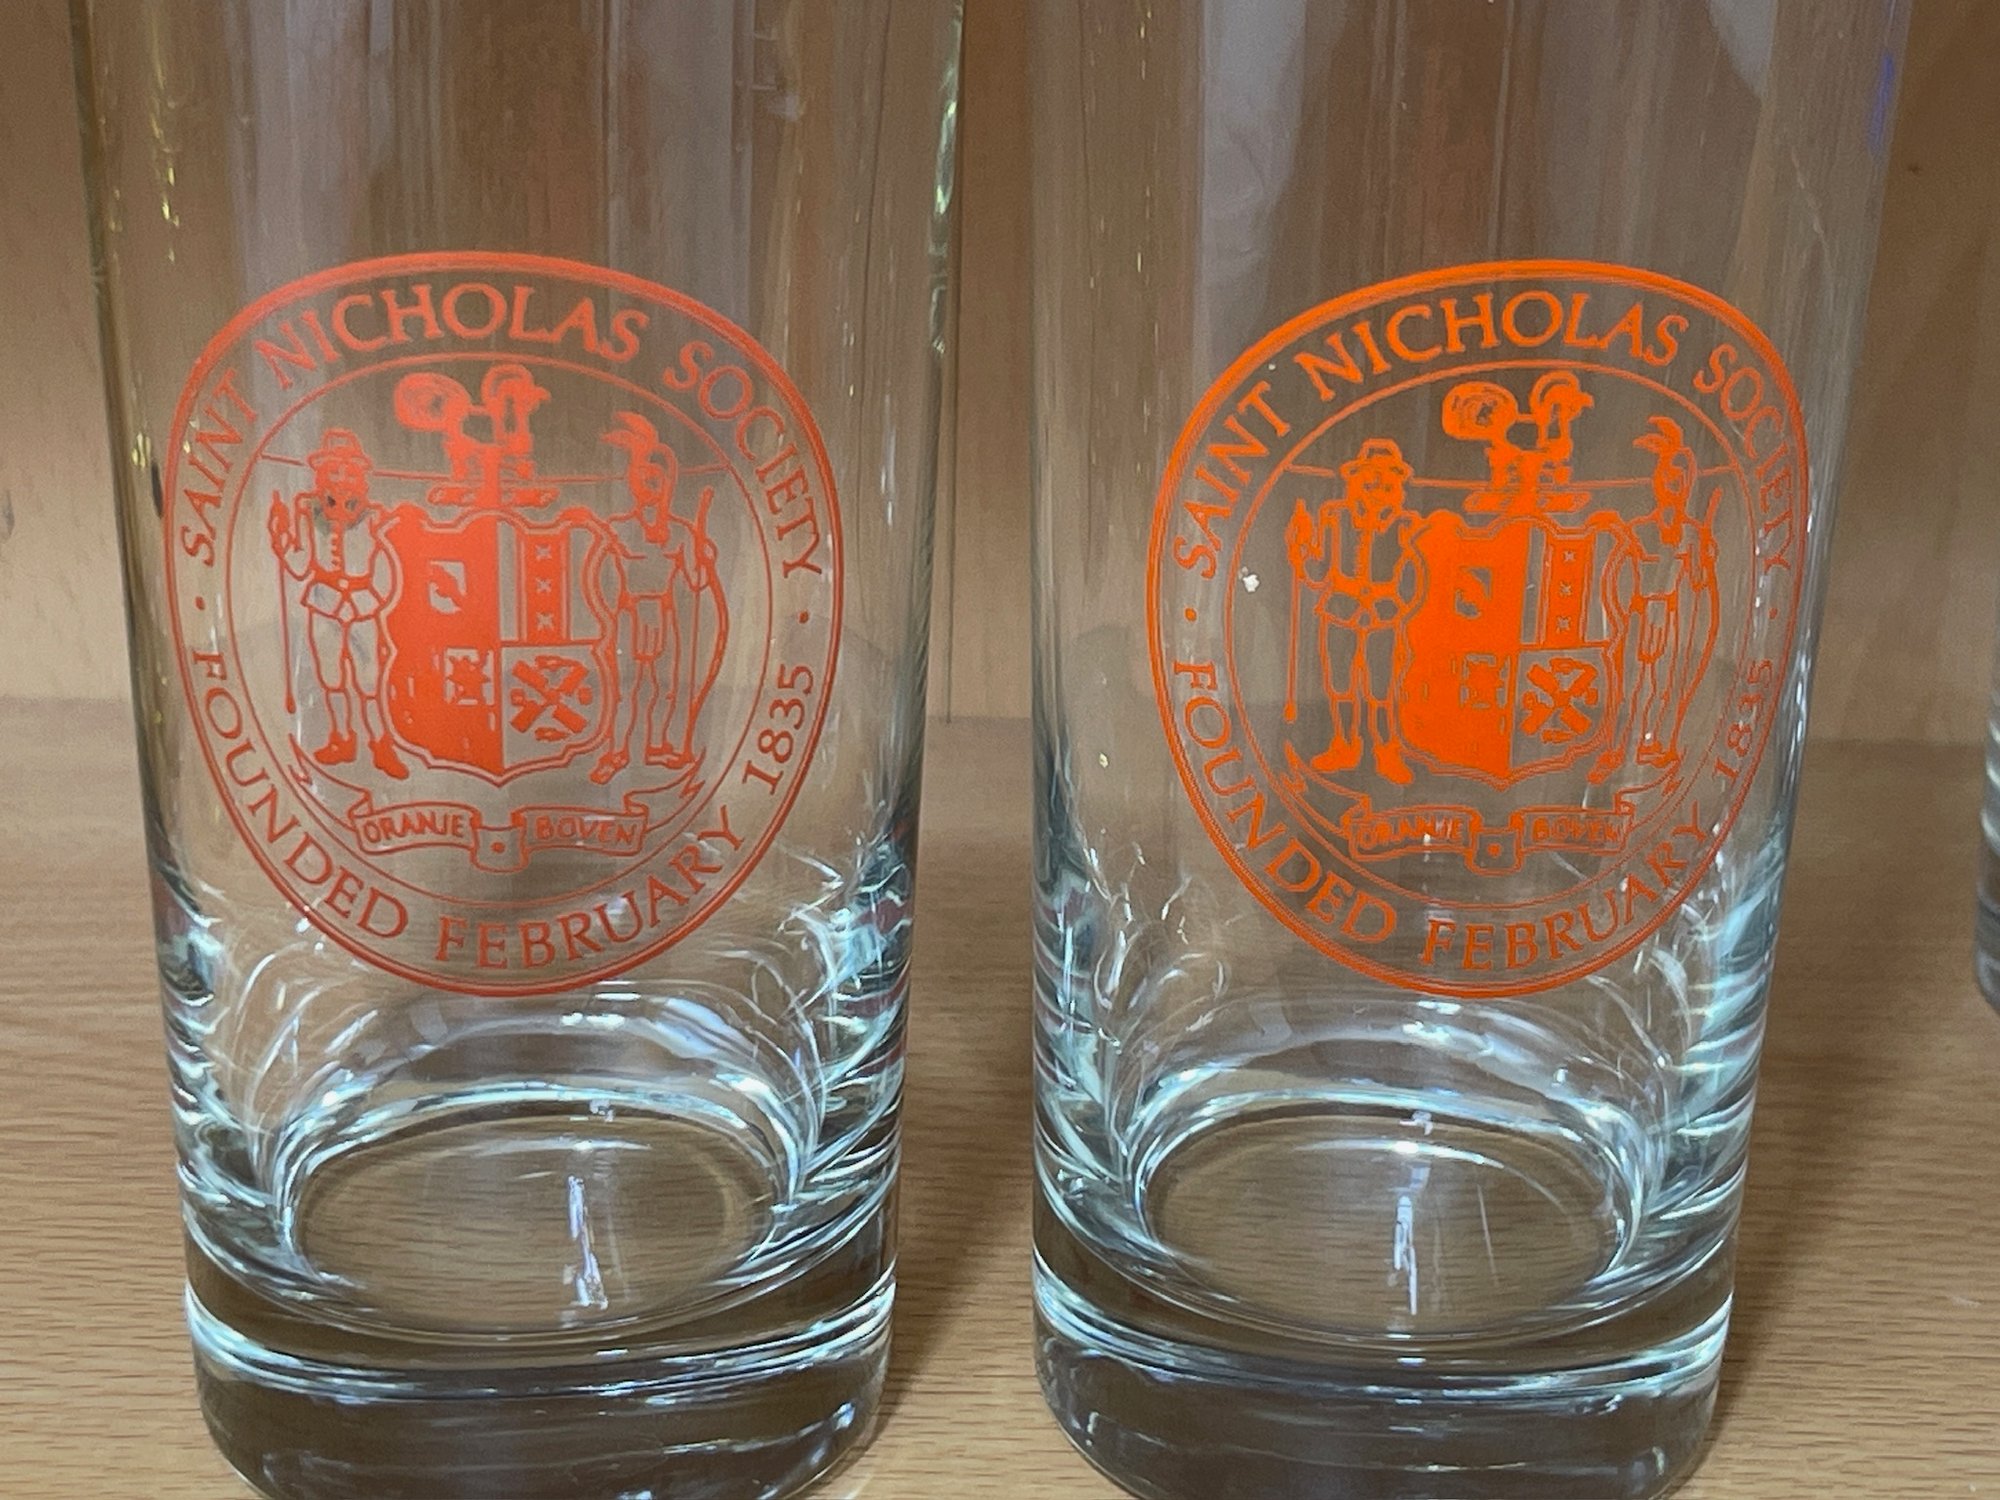 SAINT NICHOLAS SOCIETY
ORANJE BOVEN
· FOUNDED FEBRUARY 1835 ·
SAINT NICHOLAS SOCIETY
ORANJE BOVEN
· FOUNDED FEBRUARY 1835 ·